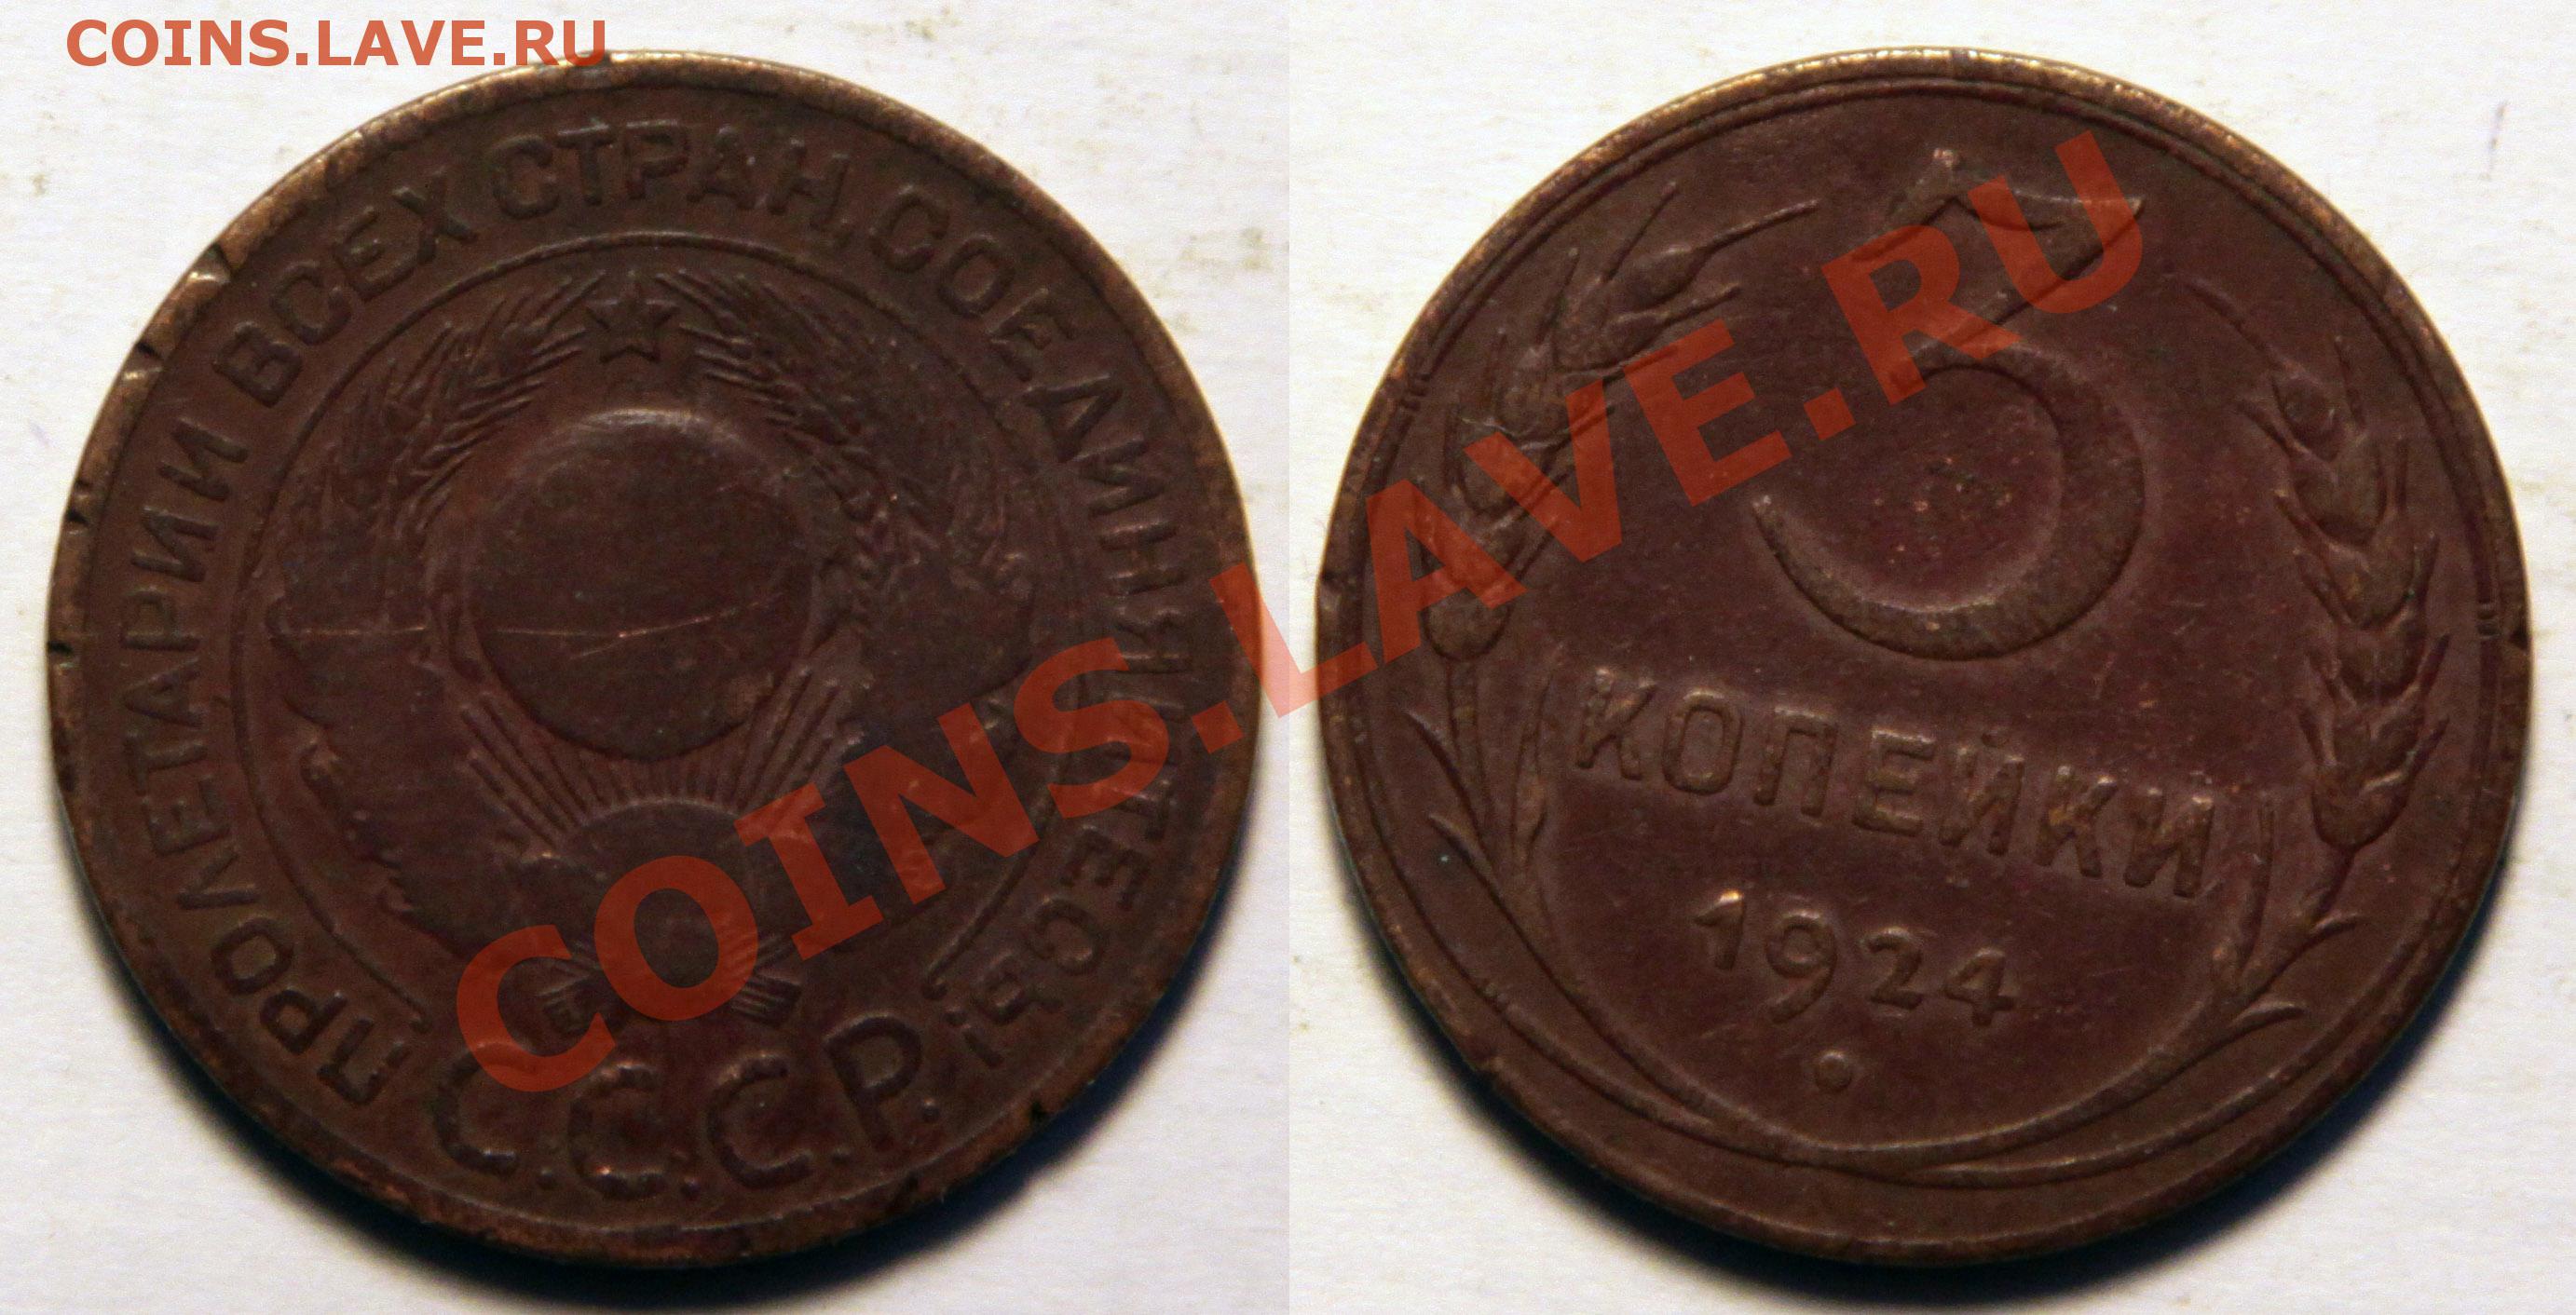 COINS.LAVE.RU
ПРОЛЕТАРИИ ВСЕХ СТРАН, СОЕДИНЯЙТЕСЬ!
С.С.С.Р.
5
КОПЕЙКИ
1924
COINS.LAVE.RU